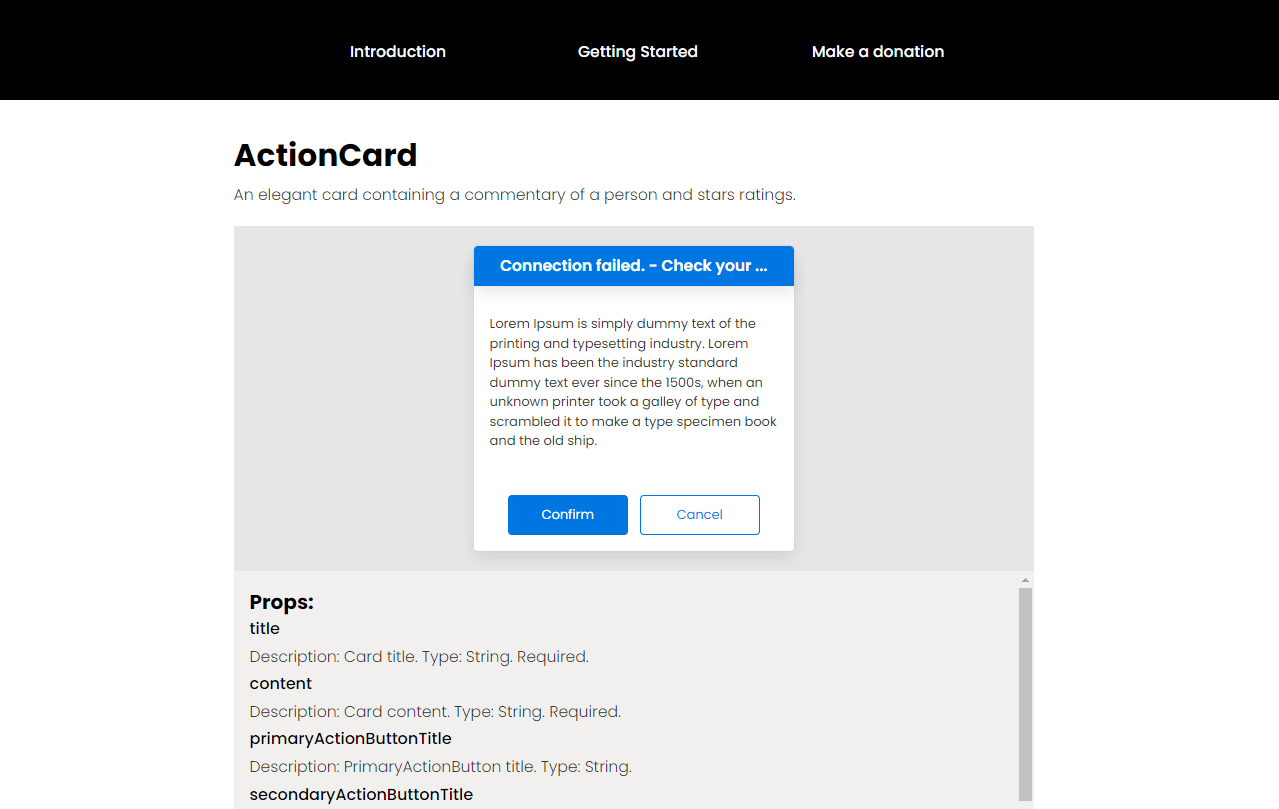 Introduction
Getting Started
Make a donation
ActionCard
An elegant card containing a commentary of a person and stars ratings.
Connection failed. - Check your ...
Lorem Ipsum is simply dummy text of the
printing and typesetting industry. Lorem
Ipsum has been the industry standard
dummy text ever since the 1500s, when an
unknown printer took a galley of type and
scrambled it to make a type specimen book
and the old ship.
Confirm
Cancel
Props:
title
Description: Card title. Type: String. Required.
content
Description: Card content. Type: String. Required.
primaryActionButtonTitle
Description: PrimaryActionButton title. Type: String.
secondaryActionButtonTitle